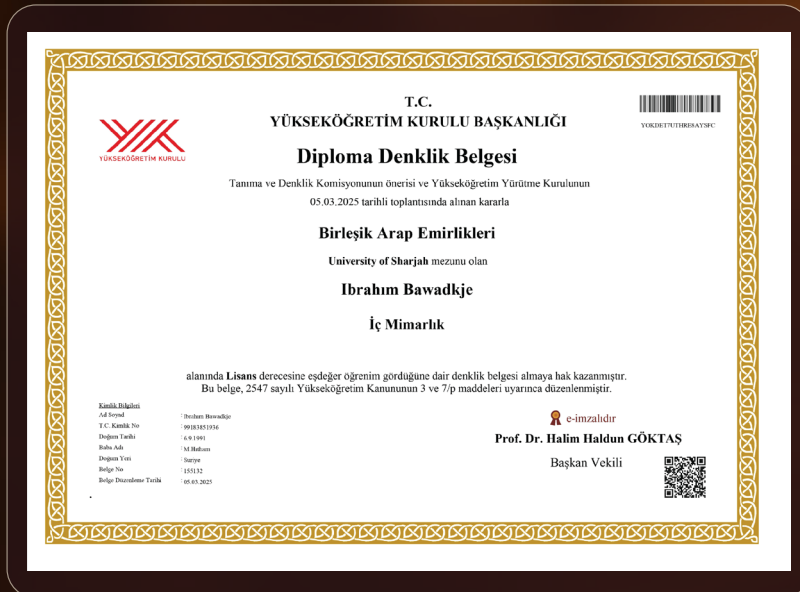 T.C.
YÜKSEKÖĞRETİM KURULU BAŞKANLIĞI
YÜKSEKÖĞRETİM KURULU
YOKDET7UTHRE8AYSFC
Diploma Denklik Belgesi
Tanıma ve Denklik Komisyonunun önerisi ve Yükseköğretim Yürütme Kurulunun
05.03.2025 tarihli toplantısında alınan kararla
Birleşik Arap Emirlikleri
University of Sharjah mezunu olan
Ibrahım Bawadkje
İç Mimarlık
alanında Lisans derecesine eşdeğer öğrenim gördüğüne dair denklik belgesi almaya hak kazanmıştır.
Bu belge, 2547 sayılı Yükseköğretim Kanununun 3 ve 7/p maddeleri uyarınca düzenlenmiştir.
Kimlik Bilgileri
Ad Soyad : Ibrahım Bawadkje
T.C. Kimlik No : 99183851936
Doğum Tarihi : 6.9.1991
Baba Adı : M Hısham
Doğum Yeri : Suriye
Belge No : 155132
Belge Düzenleme Tarihi : 05.03.2025
e-imzalıdır
Prof. Dr. Halim Haldun GÖKTAŞ
Başkan Vekili